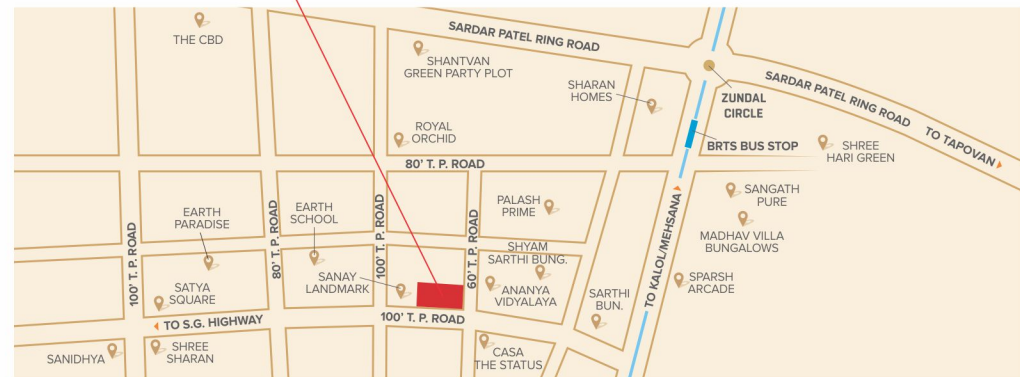 THE CBD
SARDAR PATEL RING ROAD
SHANTVAN
GREEN PARTY PLOT
SHARAN
HOMES
ZUNDAL
CIRCLE
SARDAR PATEL RING ROAD
TO TAPOVAN
ROYAL
ORCHID
BRTS BUS STOP
SHREE
HARI GREEN
80' T. P. ROAD
EARTH
PARADISE
EARTH
SCHOOL
PALASH
PRIME
SANGATH
PURE
MADHAV VILLA
BUNGALOWS
100' T. P. ROAD
80' T. P. ROAD
100' T. P. ROAD
60' T. P. ROAD
TO KALOL/MEHSANA
SHYAM
SARTHI BUNG.
SATYA
SQUARE
SANAY
LANDMARK
ANANYA
VIDYALAYA
SARTHI
BUN.
SPARSH
ARCADE
TO S.G. HIGHWAY
100' T. P. ROAD
SANIDHYA
SHREE
SHARAN
CASA
THE STATUS